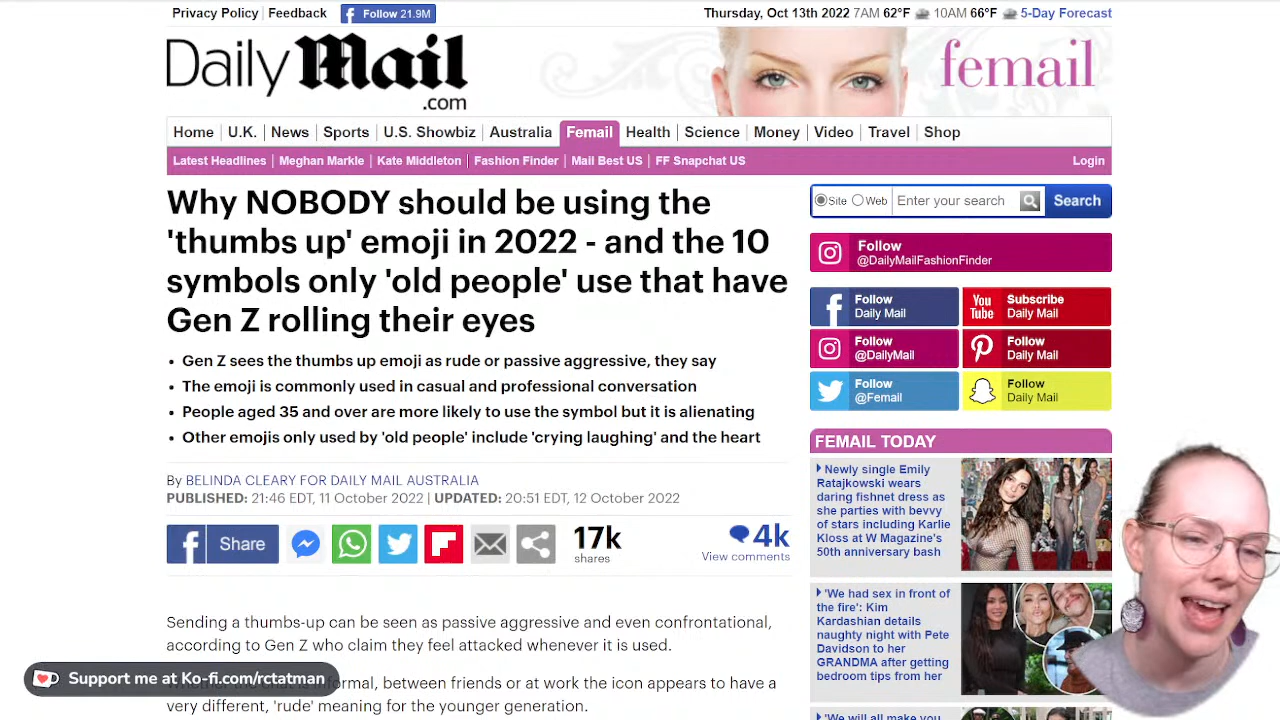 Privacy Policy | Feedback
Follow 21.9M
Thursday, Oct 13th 2022 7AM 62°F 10AM 66°F 5-Day Forecast
Daily Mail
.com
femail
Home U.K. News Sports U.S. Showbiz Australia Femail Health Science Money Video Travel Shop
Latest Headlines Meghan Markle Kate Middleton Fashion Finder Mail Best US FF Snapchat US Login
Why NOBODY should be using the
'thumbs up' emoji in 2022 - and the 10
symbols only 'old people' use that have
Gen Z rolling their eyes
• Gen Z sees the thumbs up emoji as rude or passive aggressive, they say
• The emoji is commonly used in casual and professional conversation
• People aged 35 and over are more likely to use the symbol but it is alienating
• Other emojis only used by 'old people' include 'crying laughing' and the heart
By BELINDA CLEARY FOR DAILY MAIL AUSTRALIA
PUBLISHED: 21:46 EDT, 11 October 2022 | UPDATED: 20:51 EDT, 12 October 2022
Share
17k
shares
4k
View comments
Sending a thumbs-up can be seen as passive aggressive and even confrontational,
according to Gen Z who claim they feel attacked whenever it is used.
informal, between friends or at work the icon appears to have a
very different, 'rude' meaning for the younger generation.
Support me at Ko-fi.com/rctatman
Site Web Enter your search Search
Follow
@DailyMailFashionFinder
Follow
Daily Mail
You
Tube
Subscribe
Daily Mail
Follow
@DailyMail
Follow
Daily Mail
Follow
@Femail
Follow
Daily Mail
FEMAIL TODAY
Newly single Emily
Ratajkowski wears
daring fishnet dress as
she parties with bevvy
of stars including Karlie
Kloss at W Magazine's
50th anniversary bash
'We had sex in front of
the fire': Kim
Kardashian details
naughty night with Pete
Davidson to her
GRANDMA after getting
bedroom tips from her
'We will all make you